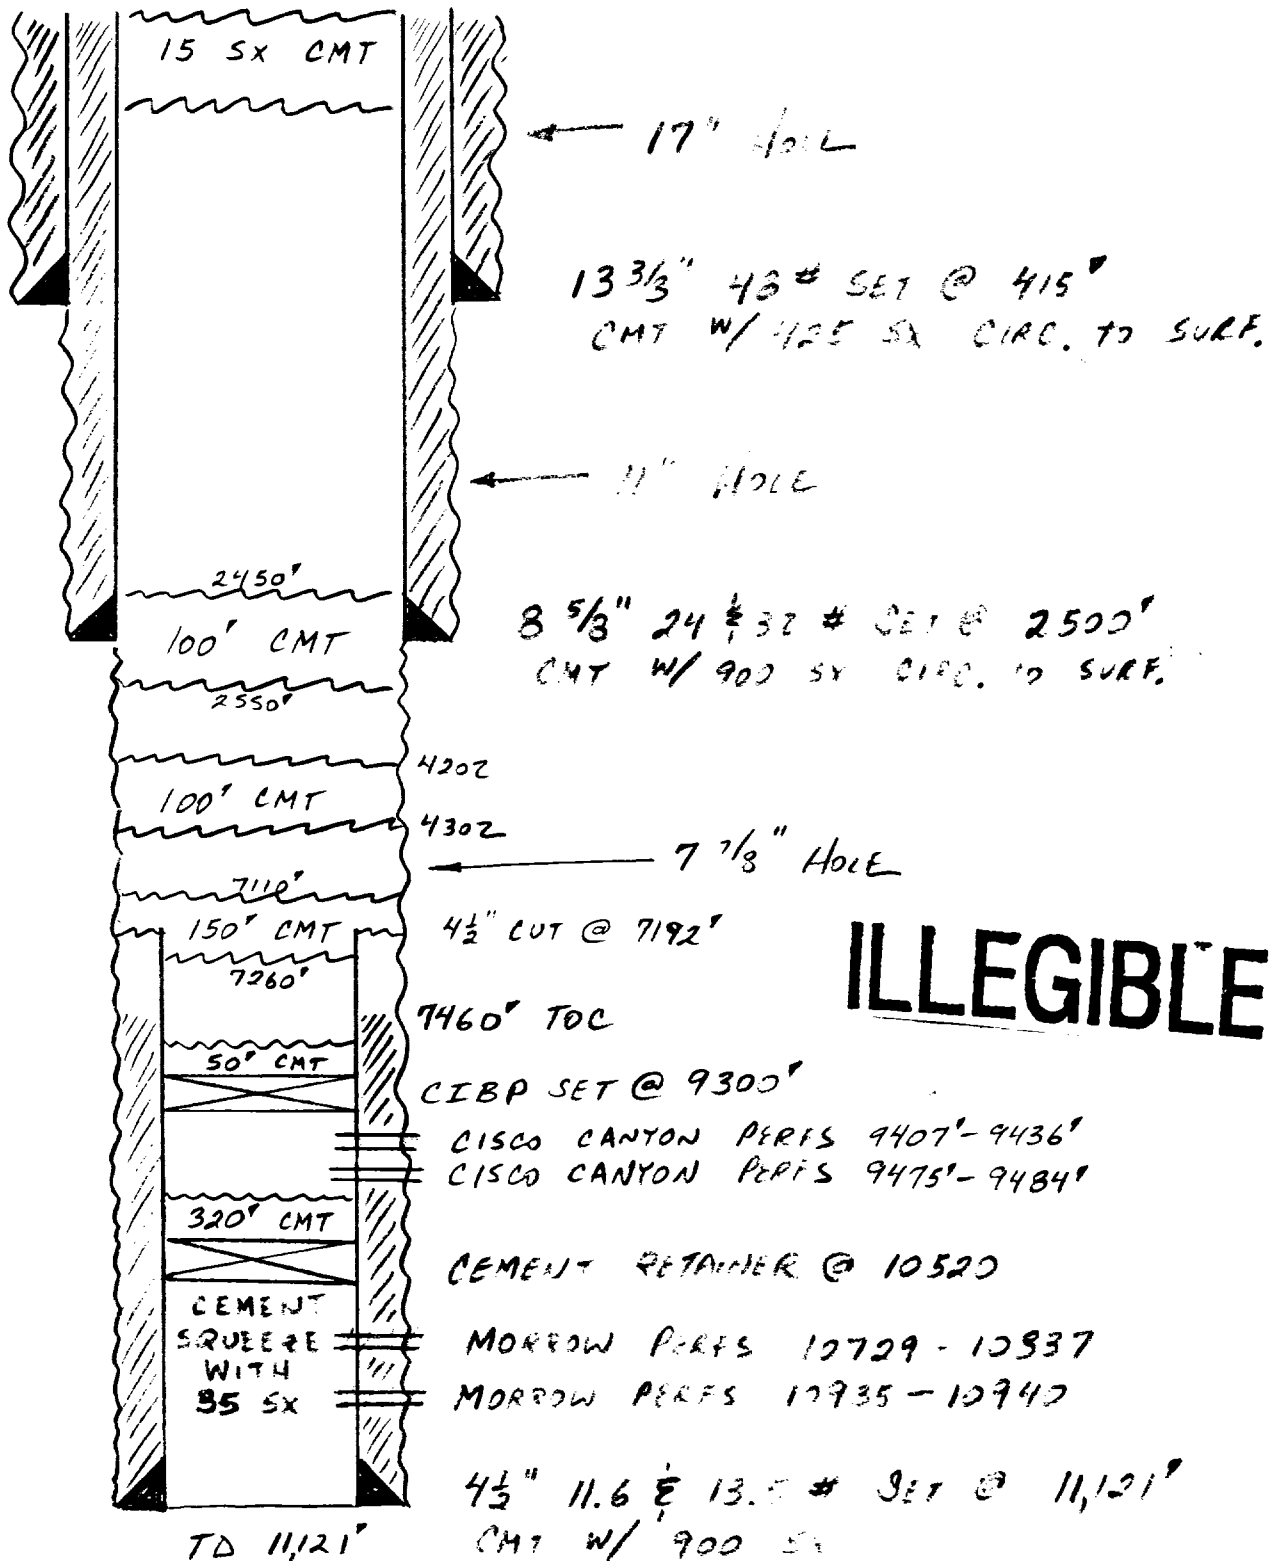 15 SX CMT
17" HOLE
13 3/8" 48# SET @ 415'
CMT W/ 425 SX CIRC. TO SURF.
11" HOLE
2450'
100' CMT
2550'
8 5/8" 24 & 32 # SET @ 2500'
CMT W/ 900 SX CIRC. TO SURF.
4202
100' CMT
4302
7 7/8" HOLE
7110'
150' CMT
4½" CUT @ 7192'
7260'
ILLEGIBLE
7460' TOC
50' CMT
CIBP SET @ 9300'
CISCO CANYON PERFS 9407'-9436'
CISCO CANYON PERFS 9475'-9484'
320' CMT
CEMENT RETAINER @ 10520
CEMENT
SQUEEZE
WITH
SX
MORROW PERFS 10729 - 10837
MORROW PERFS 10935 - 10940
4½" 11.6 & # SET @ 11,121'
CMT W/ 900 SX
TD 11,121'